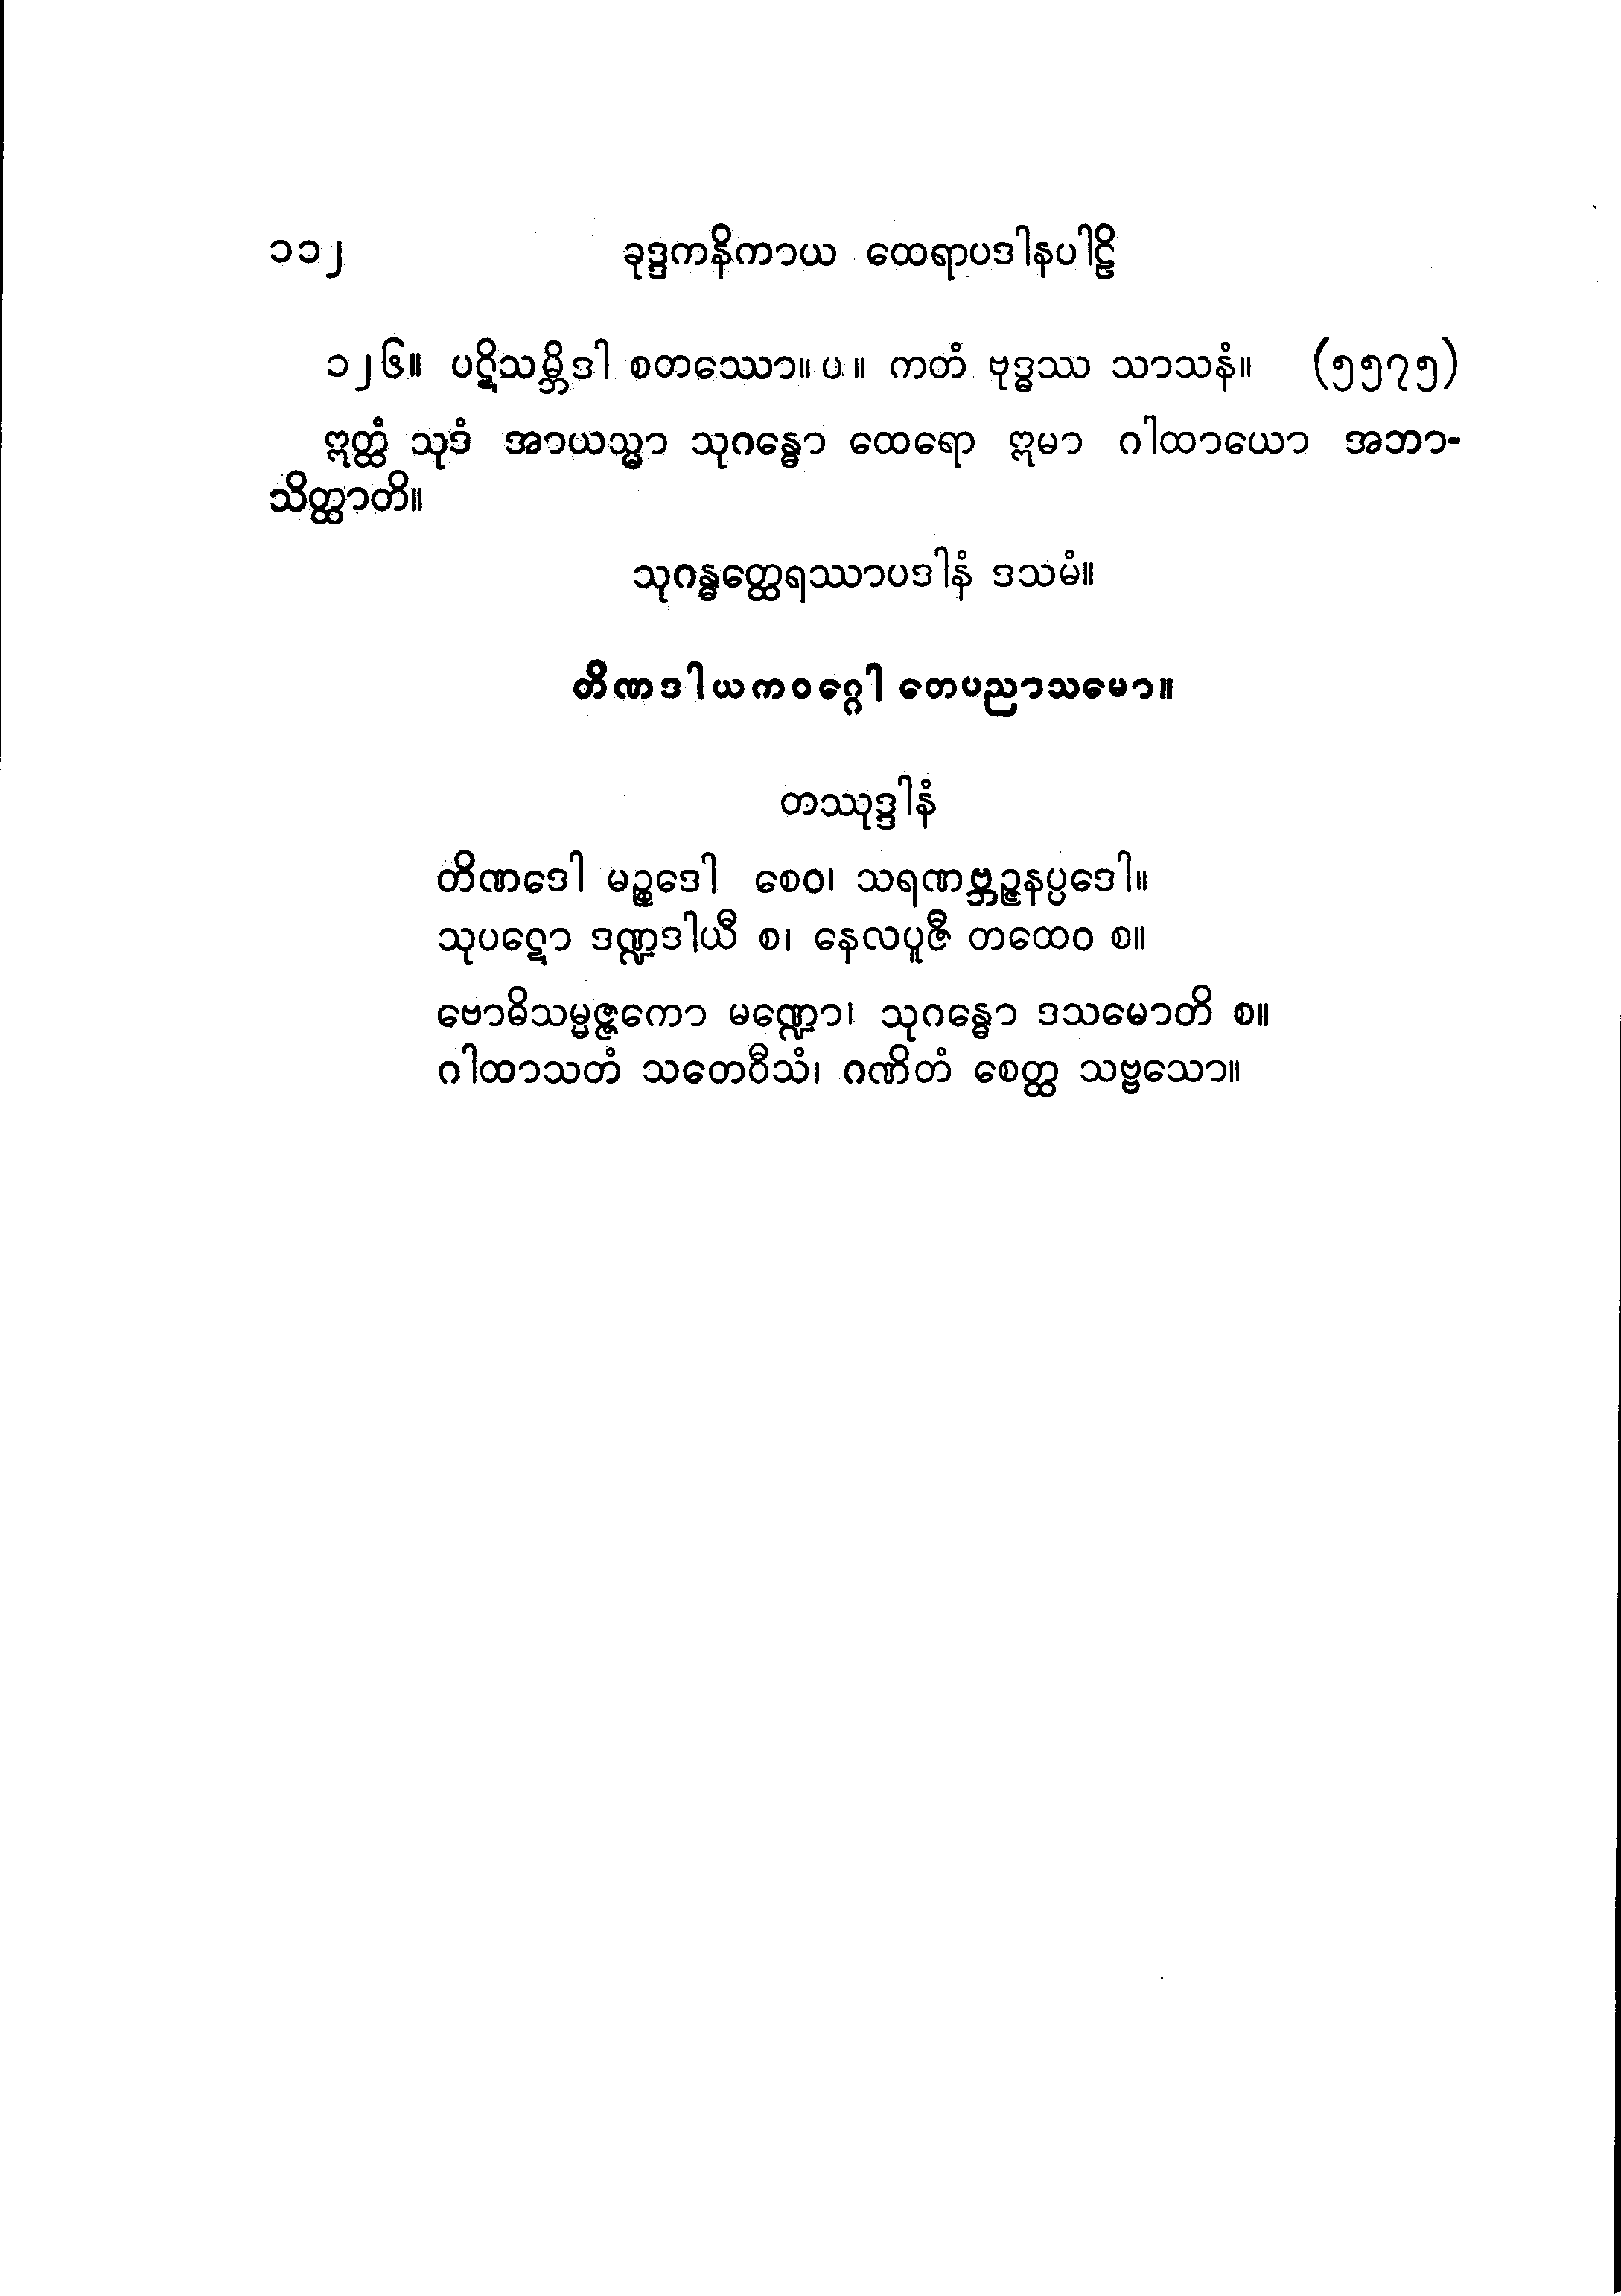 ၁၁၂ ခုဒ္ဒကနိကာယ ထေရာပဒါနပါဠိ
၁၂၆။ ပဋိသမ္ဘိဒါ စတဿော။ပ။ ကတံ ဗုဒ္ဓဿ သာသနံ။ (၅၅၇၅)
ဣတ္ထံ သုဒံ အာယသ္မာ သုဂန္ဓော ထေရော ဣမာ ဂါထာယော အဘာ-
သိတ္ထာတိ။
သုဂန္ဓတ္ထေရဿာပဒါနံ ဒသမံ။
တိဏဒါယကဝဂ္ဂေါ တေပညာသမော။
တဿုဒ္ဒါနံ
တိဏဒေါ မဉ္စဒေါ စေဝ၊ သရဏဗ္ဘဉ္ဇနပ္ပဒေါ။
သုပဋော ဒဏ္ဍဒါယီ စ၊ နေလပူဇီ တထေဝ စ။
ဗောဓိသမ္မဇ္ဇကော မဏ္ဍော၊ သုဂန္ဓော ဒသမောတိ စ။
ဂါထာသတံ သတေဝီသံ၊ ဂဏိတံ စေတ္ထ သဗ္ဗသော။